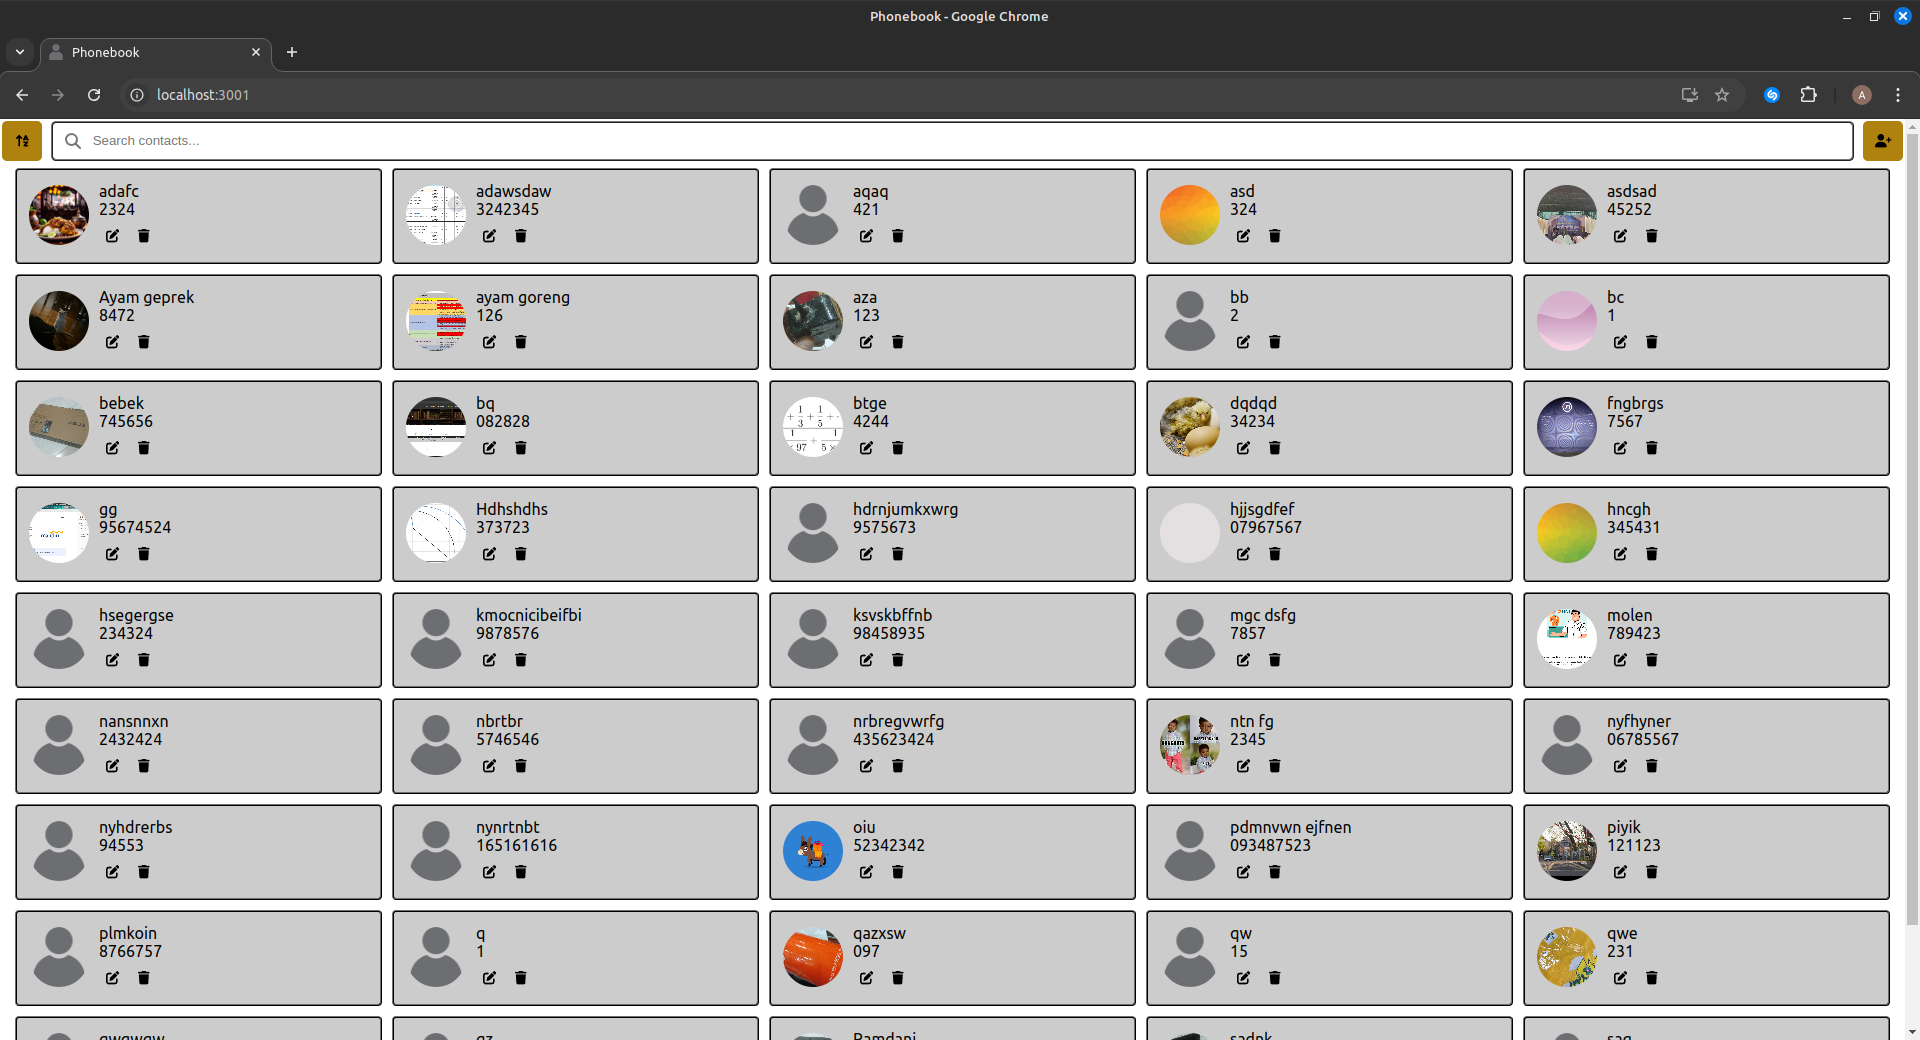 Phonebook - Google Chrome
Phonebook
localhost:3001
A
Search contacts...
adafc
2324
adawsdaw
3242345
aqaq
421
asd
324
asdsad
45252
Ayam geprek
8472
ayam goreng
126
aza
123
bb
2
bc
1
bebek
745656
bq
082828
btge
4244
dqdqd
34234
fngbrgs
7567
gg
95674524
Hdhshdhs
373723
hdrnjumkxwrg
9575673
hjjsgdfef
07967567
hncgh
345431
hsegergse
234324
kmocnicibeifbi
9878576
ksvskbffnb
98458935
mgc dsfg
7857
molen
789423
nansnnxn
2432424
nbrtbr
5746546
nrbregvwrfg
435623424
ntn fg
2345
nyfhyner
06785567
nyhdrerbs
94553
nynrtnbt
165161616
oiu
52342342
pdmnvwn ejfnen
093487523
piyik
121123
plmkoin
8766757
q
1
qazxsw
097
qw
15
qwe
231
qz
Ramdani